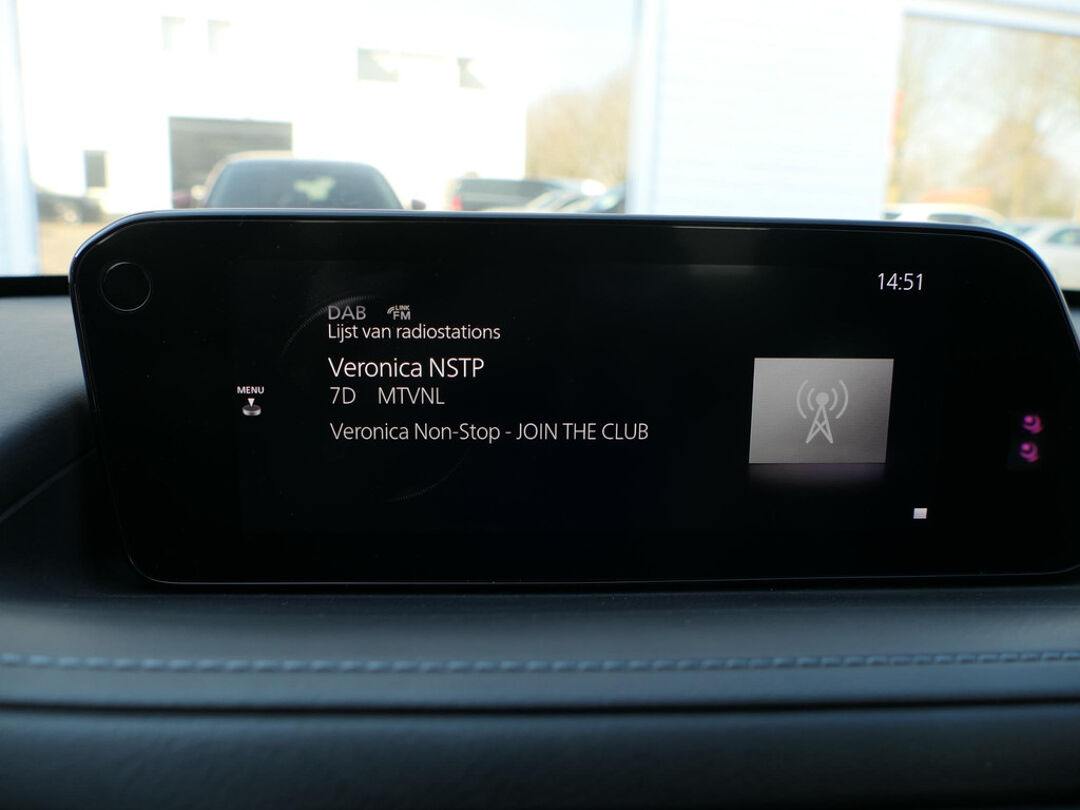 14:51
DAB LINK FM
Lijst van radiostations
Veronica NSTP
MENU
7D MTVNL
Veronica Non-Stop - JOIN THE CLUB